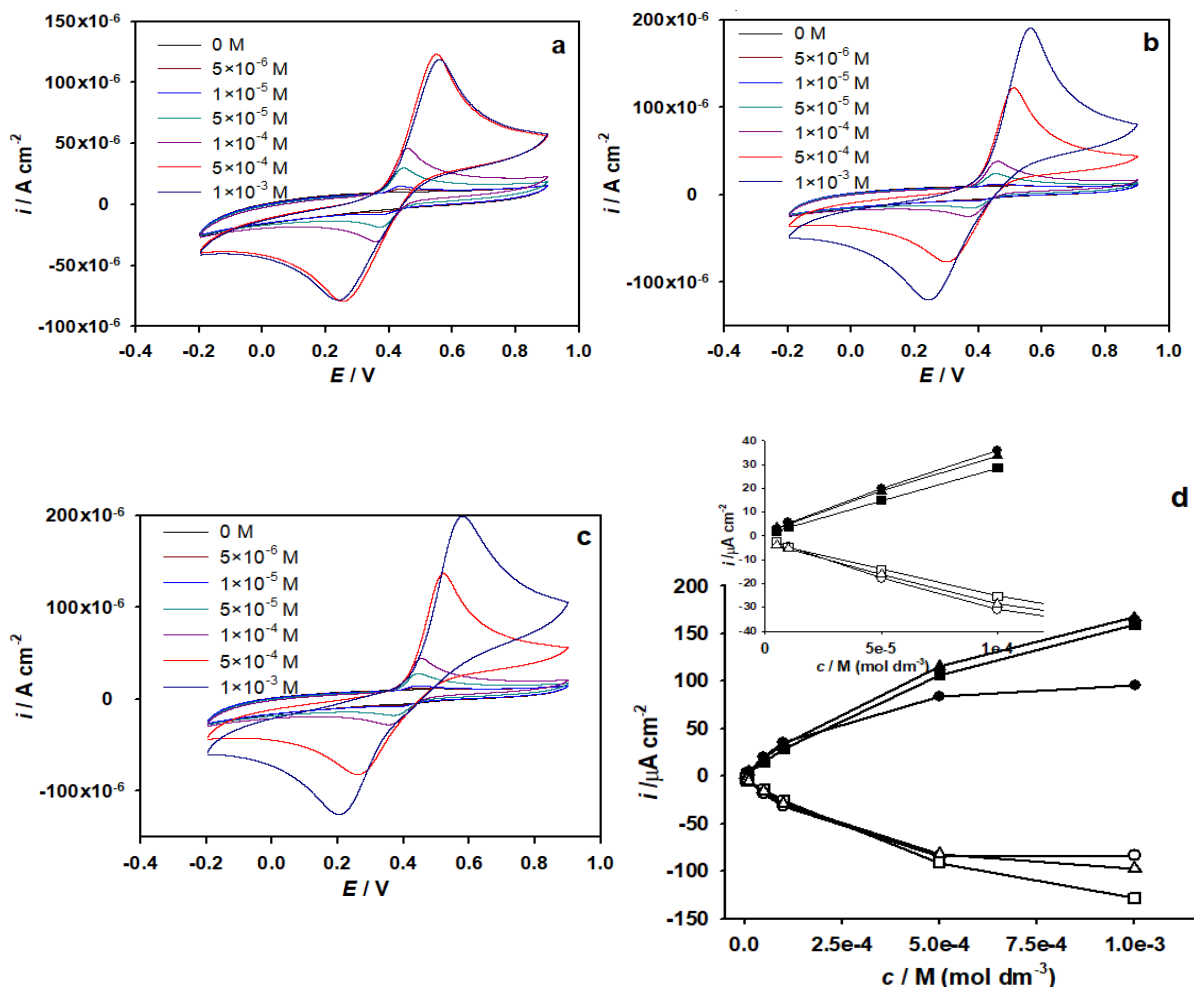 a
150x10⁻⁶
100x10⁻⁶
50x10⁻⁶
0
-50x10⁻⁶
-100x10⁻⁶
i / A cm⁻²
0 M
5×10⁻⁶ M
1×10⁻⁵ M
5×10⁻⁵ M
1×10⁻⁴ M
5×10⁻⁴ M
1×10⁻³ M
-0.4 -0.2 0.0 0.2 0.4 0.6 0.8 1.0
E / V
b
200x10⁻⁶
100x10⁻⁶
0
-100x10⁻⁶
i / A cm⁻²
0 M
5×10⁻⁶ M
1×10⁻⁵ M
5×10⁻⁵ M
1×10⁻⁴ M
5×10⁻⁴ M
1×10⁻³ M
-0.4 -0.2 0.0 0.2 0.4 0.6 0.8 1.0
E / V
c
200x10⁻⁶
100x10⁻⁶
0
-100x10⁻⁶
i / A cm⁻²
0 M
5×10⁻⁶ M
1×10⁻⁵ M
5×10⁻⁵ M
1×10⁻⁴ M
5×10⁻⁴ M
1×10⁻³ M
-0.4 -0.2 0.0 0.2 0.4 0.6 0.8 1.0
E / V
d
40
30
20
10
0
-10
-20
-30
-40
i /µA cm⁻²
0 5e-5 1e-4
c / M (mol dm⁻³)
200
150
100
50
0
-50
-100
-150
i /µA cm⁻²
0.0 2.5e-4 5.0e-4 7.5e-4 1.0e-3
c / M (mol dm⁻³)